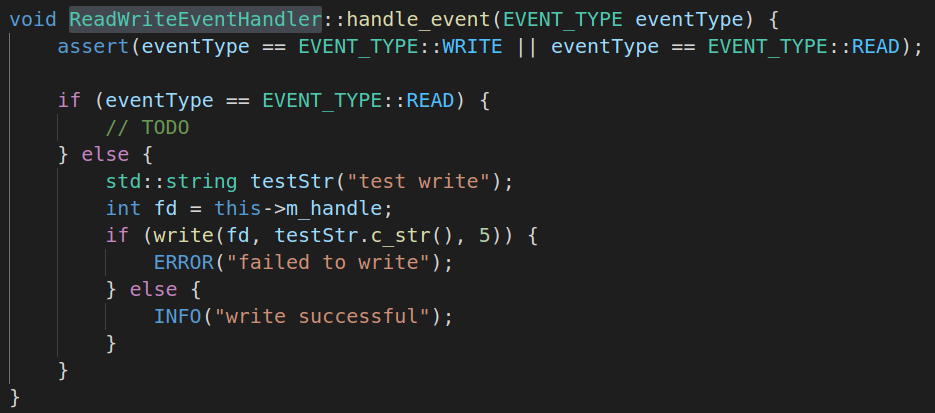 void ReadWriteEventHandler::handle_event(EVENT_TYPE eventType) {
    assert(eventType == EVENT_TYPE::WRITE || eventType == EVENT_TYPE::READ);

    if (eventType == EVENT_TYPE::READ) {
        // TODO
    } else {
        std::string testStr("test write");
        int fd = this->m_handle;
        if (write(fd, testStr.c_str(), 5)) {
            ERROR("failed to write");
        } else {
            INFO("write successful");
        }
    }
}